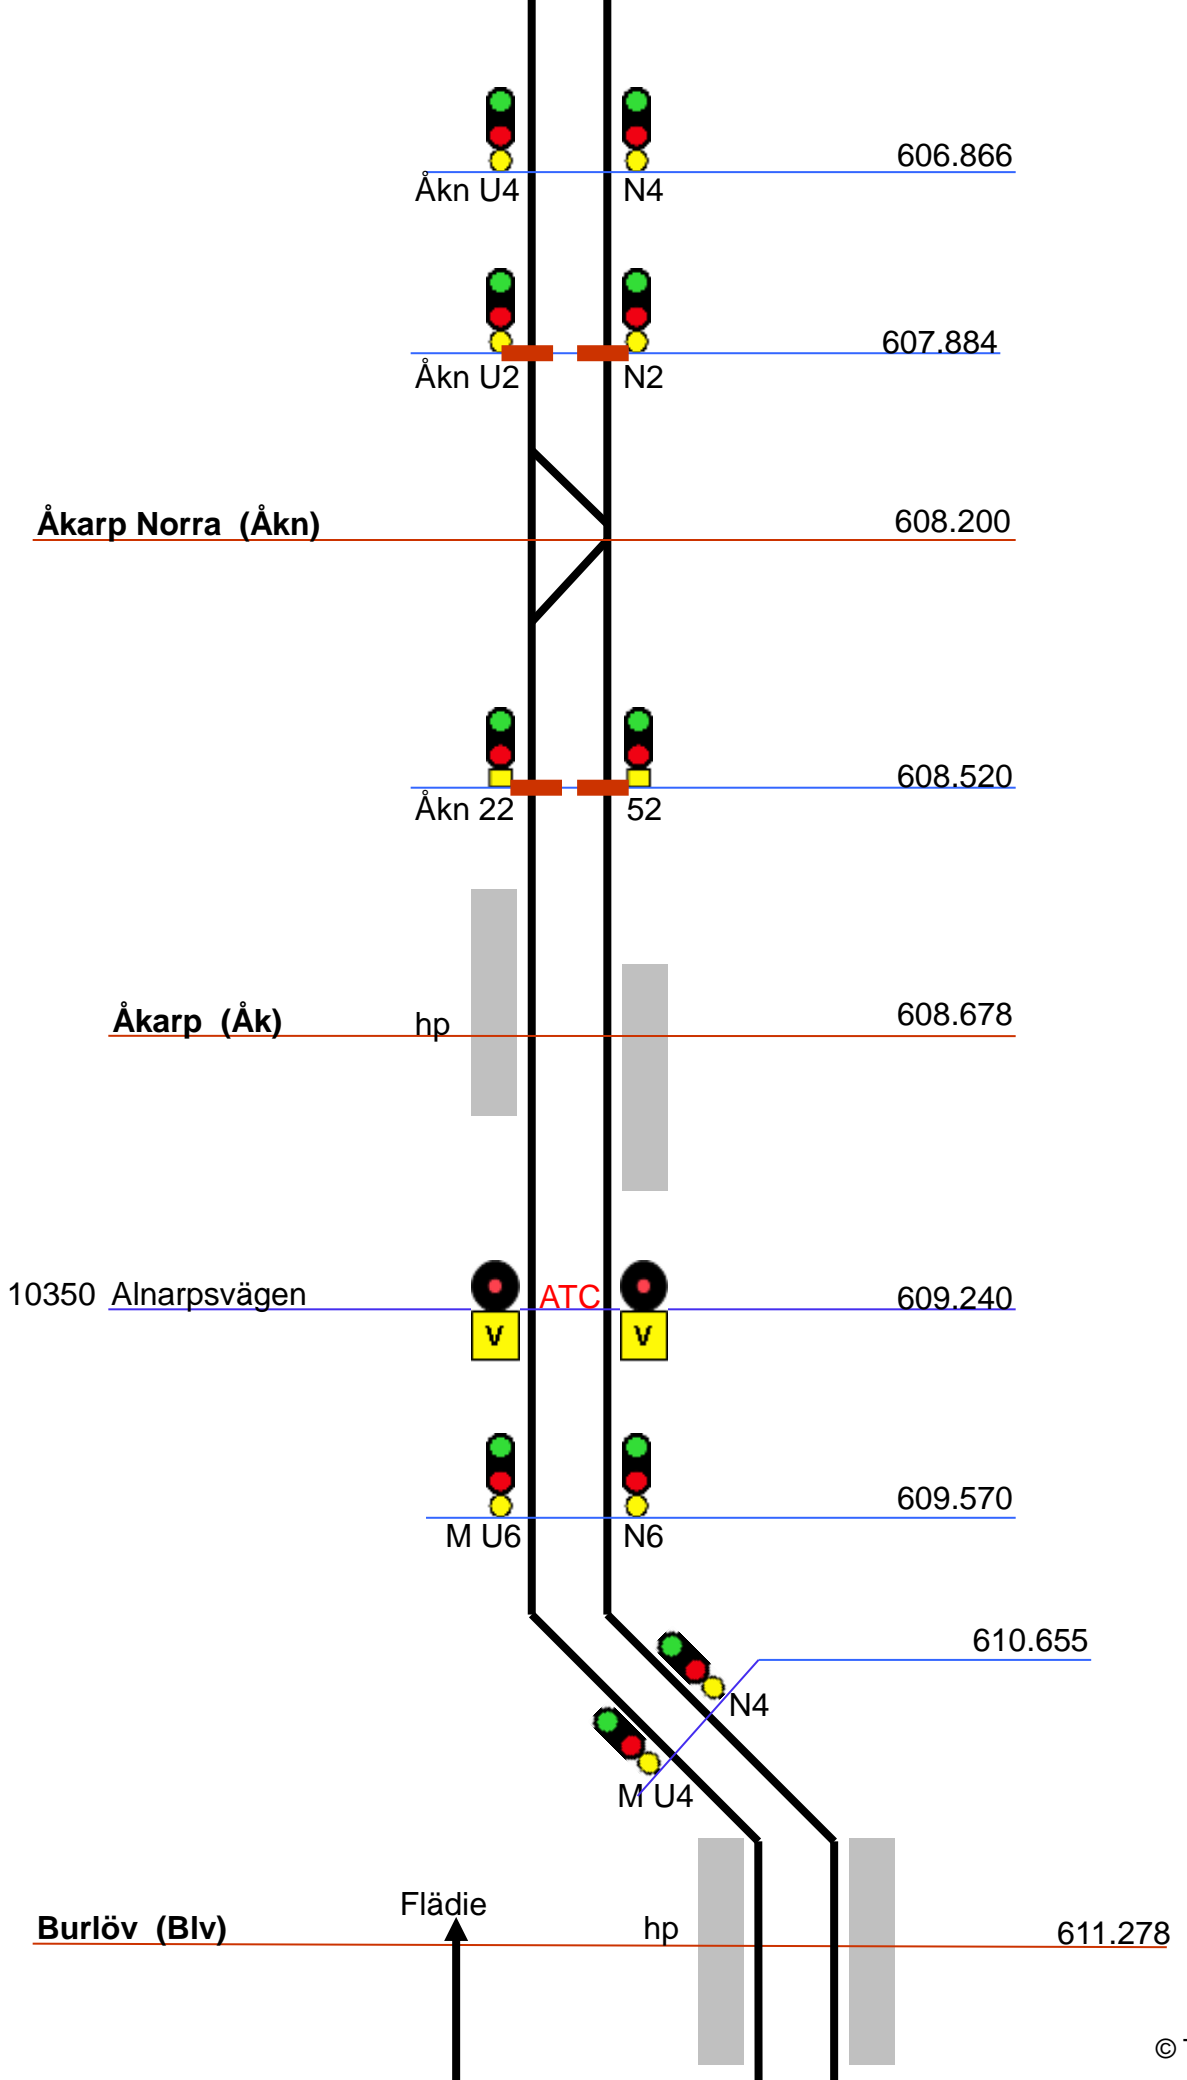 606.866
Åkn U4 N4
607.884
Åkn U2 N2
Åkarp Norra (Åkn) 608.200
608.520
Åkn 22 52
Åkarp (Åk) hp 608.678
10350 Alnarpsvägen ATC 609.240
V V
609.570
M U6 N6
610.655
N4
M U4
Flädie
Burlöv (Blv) hp 611.278
©